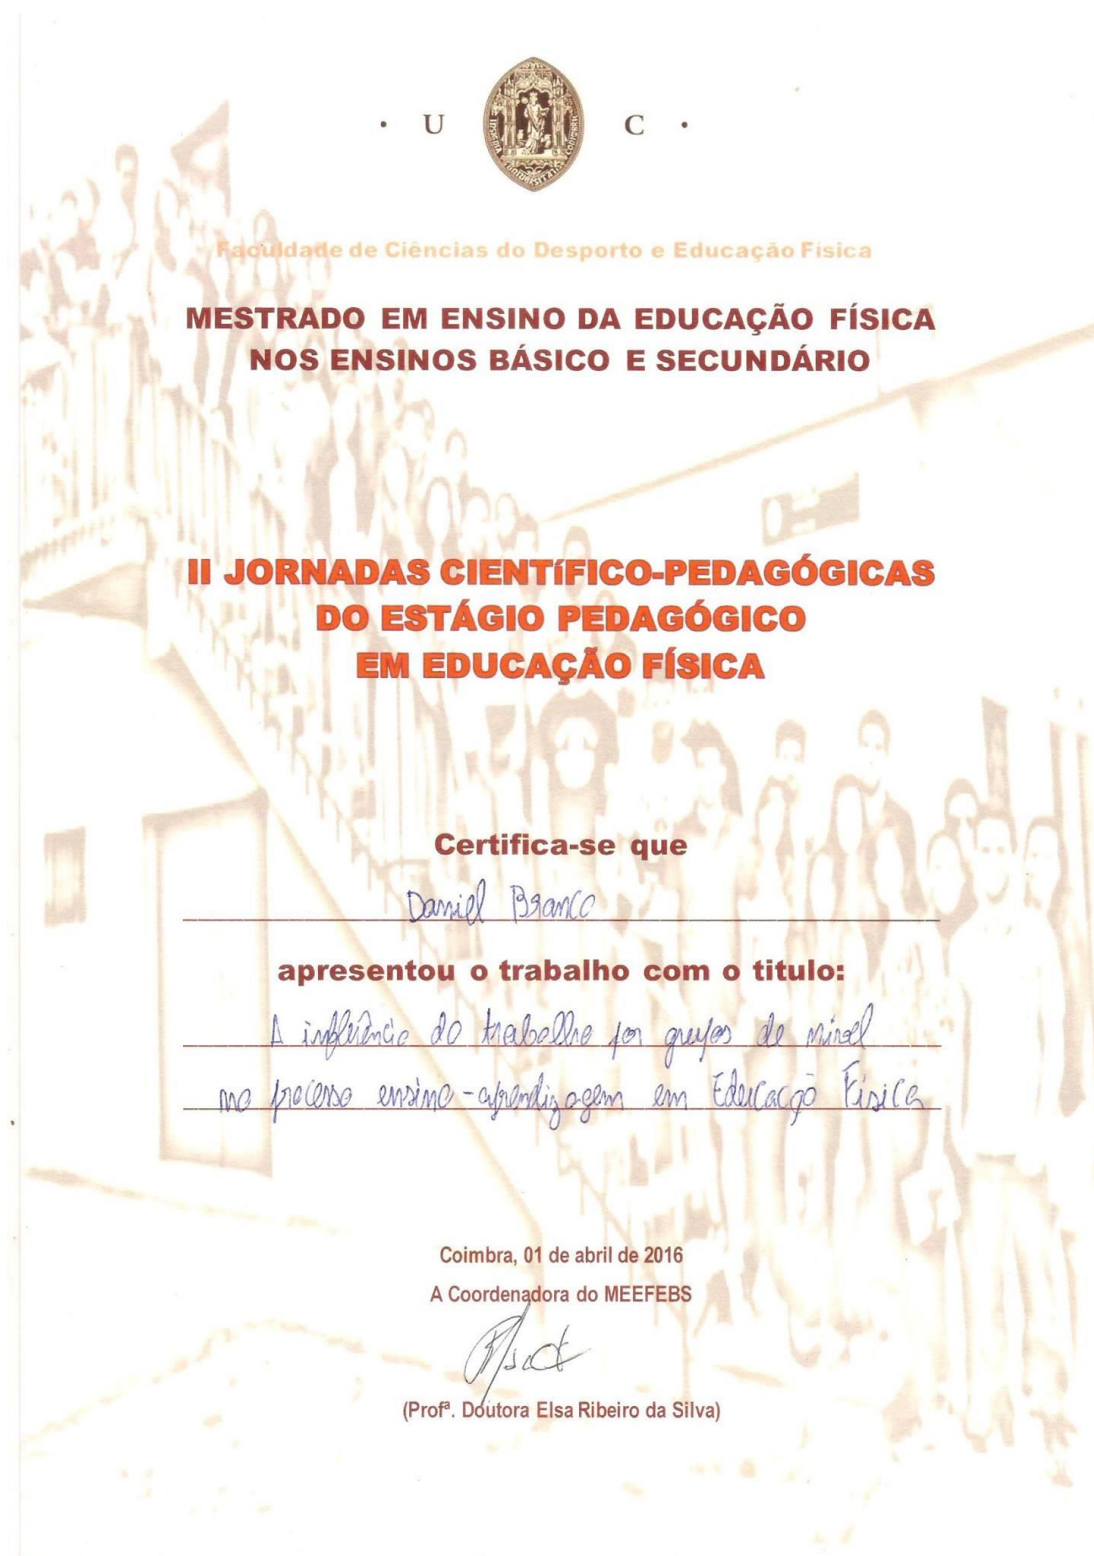 · U C ·
Faculdade de Ciências do Desporto e Educação Física
MESTRADO EM ENSINO DA EDUCAÇÃO FÍSICA
NOS ENSINOS BÁSICO E SECUNDÁRIO
II JORNADAS CIENTÍFICO-PEDAGÓGICAS
DO ESTÁGIO PEDAGÓGICO
EM EDUCAÇÃO FÍSICA
Certifica-se que
Daniel Branco
apresentou o trabalho com o titulo:
A influência do trabalho por grupos de nível
no processo ensino-aprendizagem em Educação Física
Coimbra, 01 de abril de 2016
A Coordenadora do MEEFEBS
(Profª. Doutora Elsa Ribeiro da Silva)